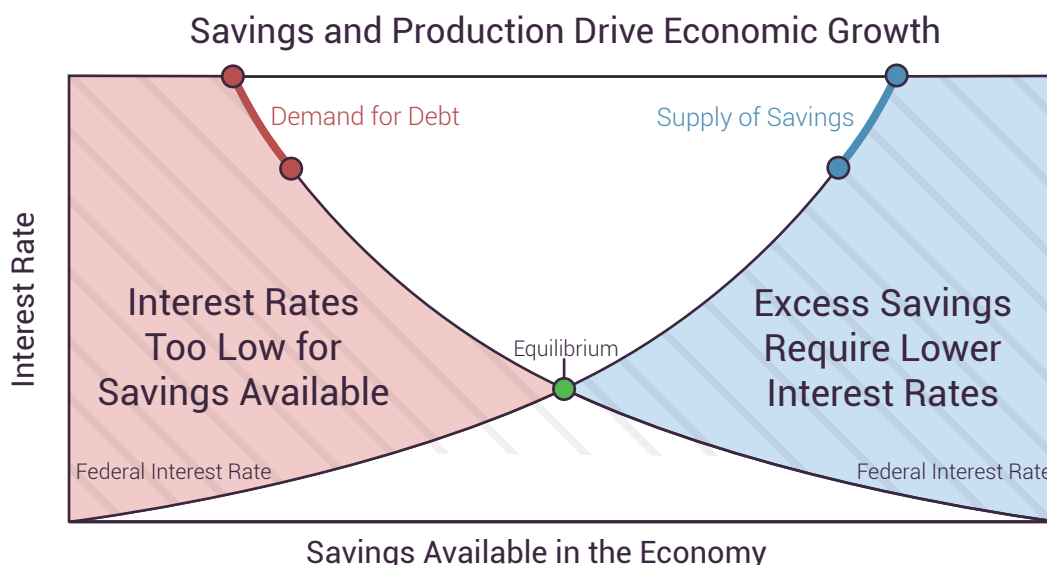 Savings and Production Drive Economic Growth
Demand for Debt
Supply of Savings
Interest Rate
Interest Rates
Too Low for
Savings Available
Equilibrium
Excess Savings
Require Lower
Interest Rates
Federal Interest Rate
Federal Interest Rate
Savings Available in the Economy